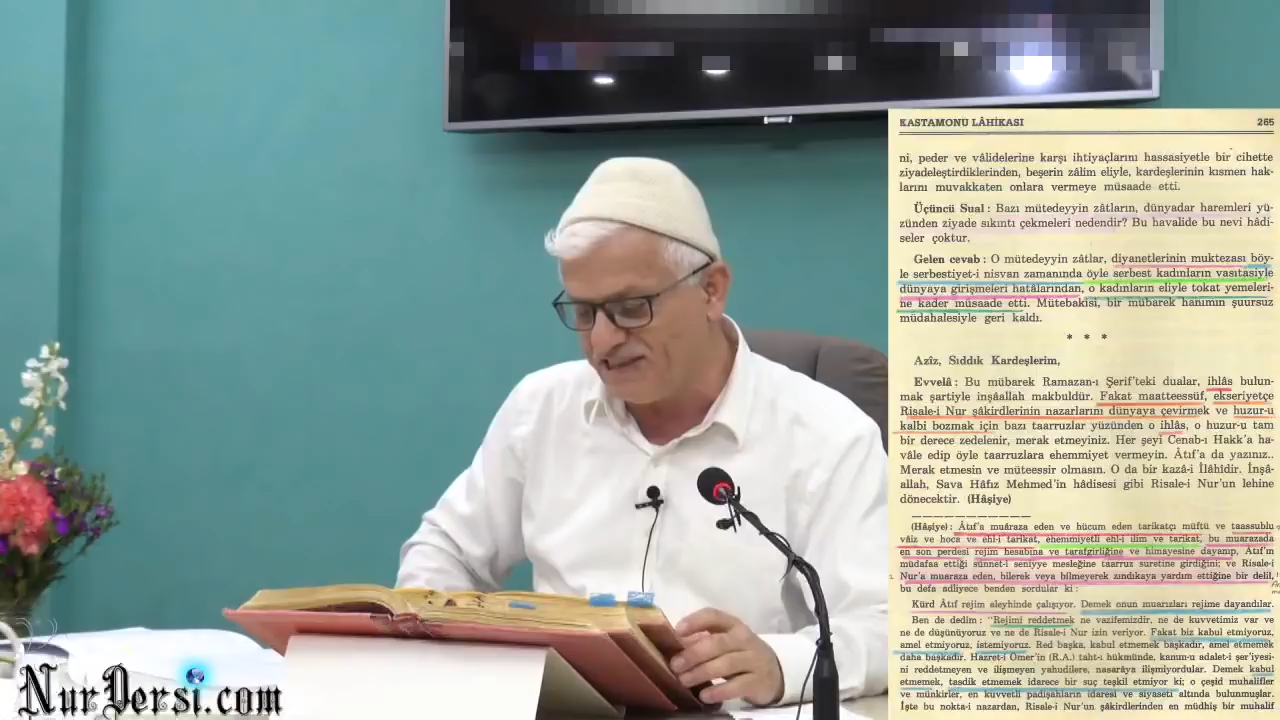 KASTAMONU LÂHİKASI 265
ni, peder ve vâlidelerine karşı ihtiyaçlarını hassasiyetle bir cihette
ziyadeleştirdiklerinden, beşerin zâlim eliyle, kardeşlerinin kısmen hak-
larını muvakkaten onlara vermeye müsaade etti.
Üçüncü Sual : Bazı mütedeyyin zâtların, dünyadar haremleri yü-
zünden ziyade sıkıntı çekmeleri nedendir? Bu havalide bu nevi hâdi-
seler çoktur.
Gelen cevab : O mütedeyyin zâtlar, diyanetlerinin muktezası böy-
le serbestiyet-i nisvan zamanında öyle serbest kadınların vasıtasiyle
dünyaya girişmeleri hatâlarından, o kadınların eliyle tokat yemeleri-
ne kader müsaade etti. Mütebakisi, bir mübarek hanımın şuursuz
müdahalesiyle geri kaldı.
* * *
Azîz, Sıddık Kardeşlerim,
Evvelâ : Bu mübarek Ramazan-ı Şerif'teki dualar, ihlâs bulun-
mak şartiyle inşâallah makbuldür. Fakat maatteessüf, ekseriyetçe
Risale-i Nur şâkirdlerinin nazarlarını dünyaya çevirmek ve huzur-u
kalbi bozmak için bazı taarruzlar yüzünden o ihlâs, o huzur-u tam
bir derece zedelenir, merak etmeyiniz. Her şeyi Cenab-ı Hakk'a ha-
vâle edip öyle taarruzlara ehemmiyet vermeyin. Âtıf'a da yazınız..
Merak etmesin ve müteessir olmasın. O da bir kazâ-i İlâhîdir. İnşâ-
allah, Sava Hâfız Mehmed'in hâdisesi gibi Risale-i Nur'un lehine
dönecektir. (Hâşiye)
(Hâşiye) : Âtıf'a muâraza eden ve hücum eden tarikatçı müftü ve taassublu
vâiz ve hoca ve ehl-i tarikat, ehemmiyetli ehl-i ilim ve tarikat, bu muarazada
en son perdesi rejim hesabına ve tarafgirliğine ve himayesine dayanıp, Âtıf'ın
müdafaa ettiği sünnet-i seniyye mesleğine taarruz suretine girdiğini; ve Risale-i
Nur'a muaraza eden, bilerek veya bilmeyerek zındıkaya yardım ettiğine bir delil,
bu defa adliyece benden sordular ki :
Kürd Âtıf rejim aleyhinde çalışıyor. Demek onun muarızları rejime dayandılar.
Ben de dedim : "Rejimi reddetmek ne vazifemizdir, ne de kuvvetimiz var ve
ne de düşünüyoruz ve ne de Risale-i Nur izin veriyor. Fakat biz kabul etmiyoruz,
amel etmiyoruz, istemiyoruz. Red başka, kabul etmemek başkadır, amel etmemek
daha başkadır. Hazret-i Ömer'in (R.A.) taht-ı hükmünde, kanun-u adalet-i şer'iyesi-
ni reddetmeyen ve ilişmeyen yahudilere, nasarâya ilişmiyordular. Demek kabul
etmemek, tasdik etmemek idarece bir suç teşkil etmiyor ki; o çeşid muhalifler
ve münkirler, en kuvvetli padişahların idaresi ve siyaseti altında bulunmuşlar.
İşte bu nokta-i nazardan, Risale-i Nur'un şâkirdlerinden en müdhiş bir muhalif
NurDersi.com